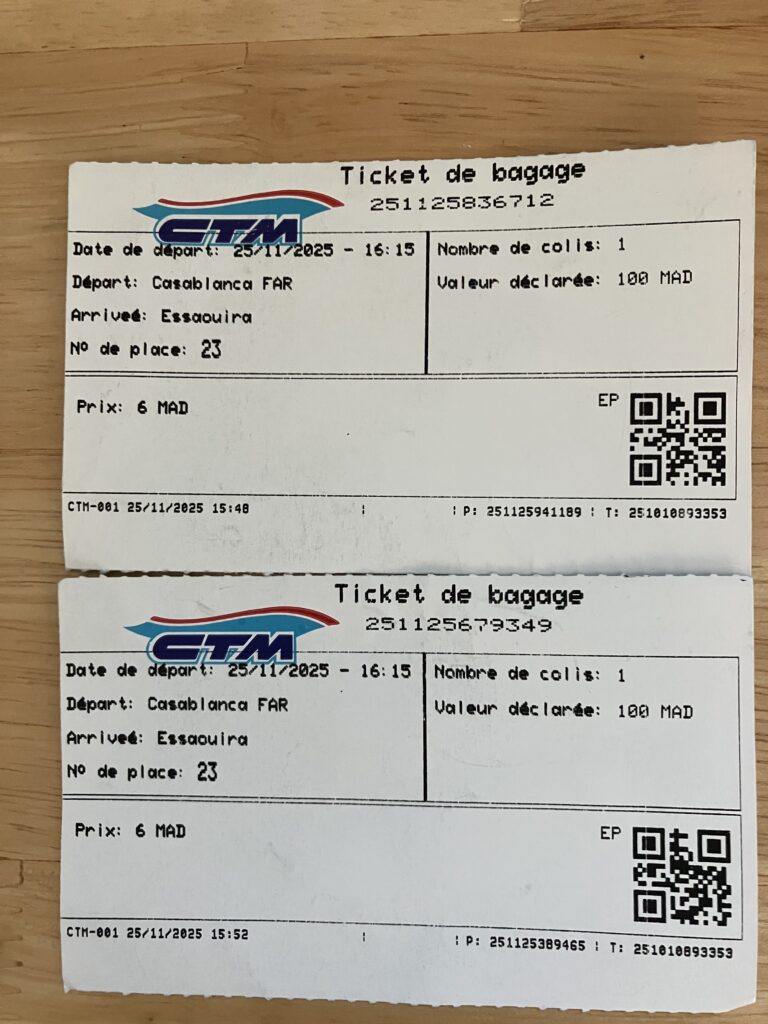 Ticket de bagage
251125836712
CTM
Date de départ: 25/11/2025 - 16:15
Départ: Casablanca FAR
Arriveé: Essaouira
Nº de place: 23
Nombre de colis: 1
Valeur déclarée: 100 MAD
Prix: 6 MAD
EP
CTM-001 25/11/2025 15:48 | | P: 251125941189 | T: 251010893353
Ticket de bagage
251125679349
CTM
Date de départ: 25/11/2025 - 16:15
Départ: Casablanca FAR
Arriveé: Essaouira
Nº de place: 23
Nombre de colis: 1
Valeur déclarée: 100 MAD
Prix: 6 MAD
EP
CTM-001 25/11/2025 15:52 | | P: 251125389465 | T: 251010893353